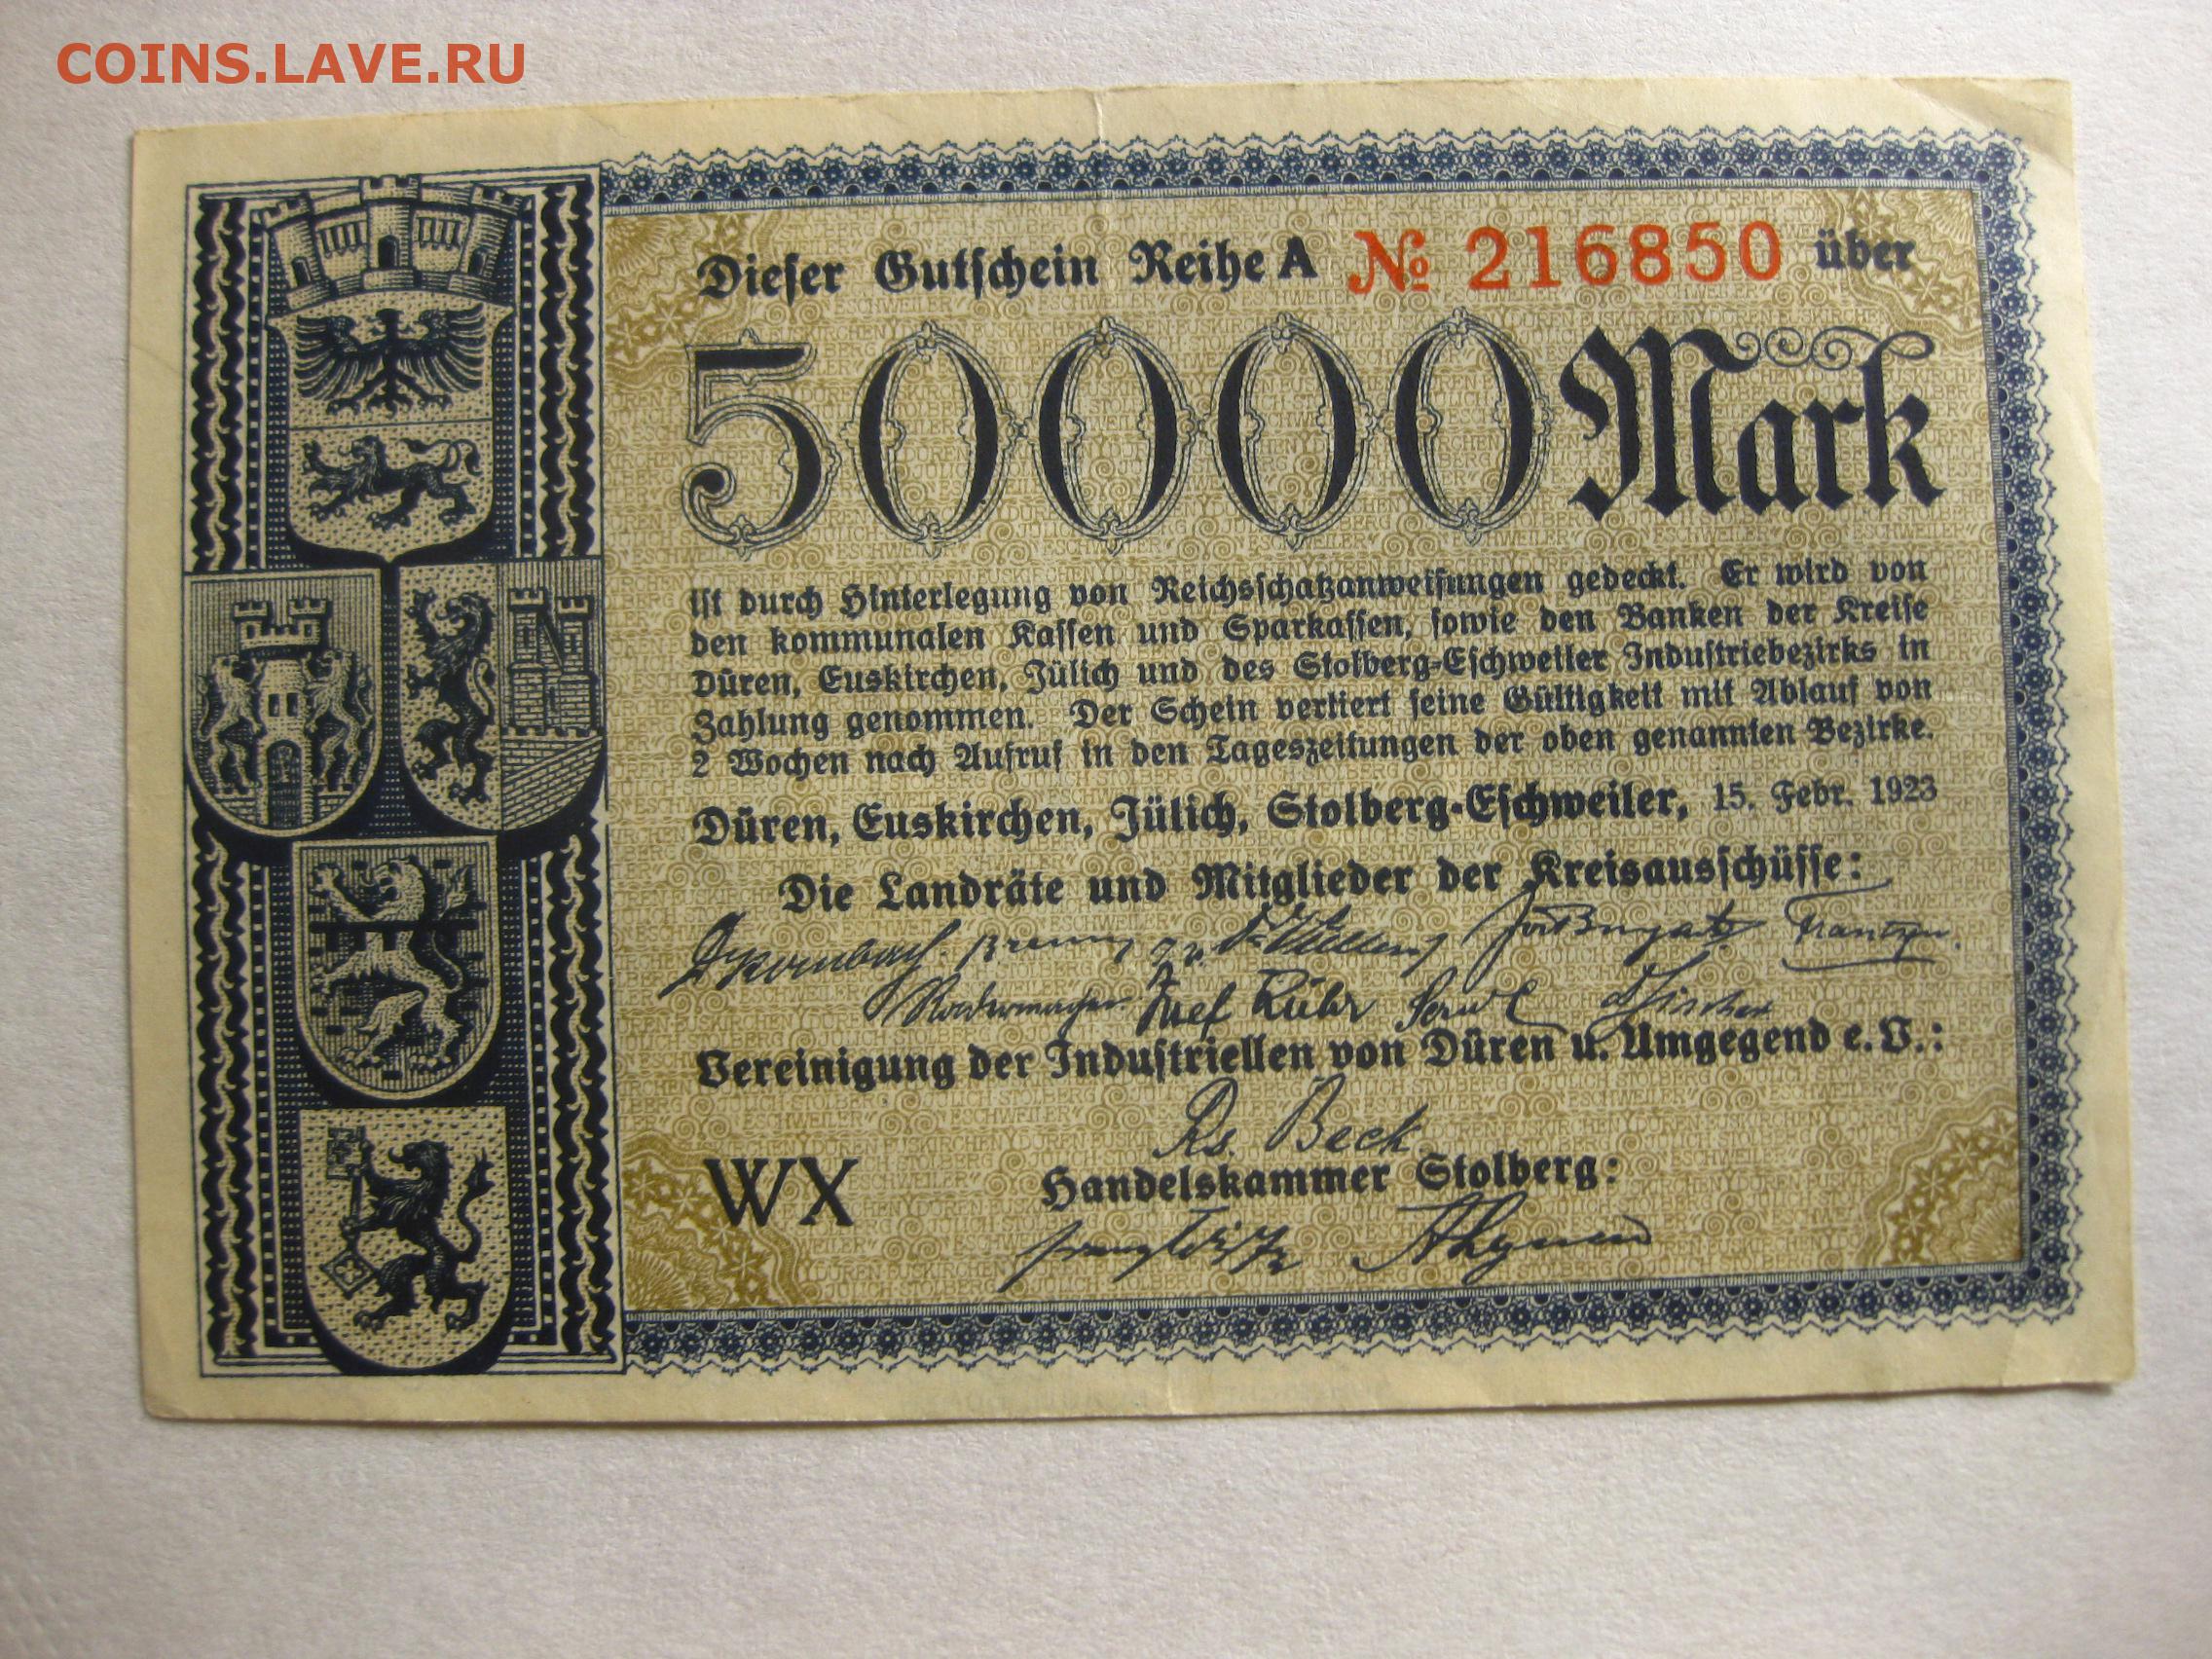 COINS.LAVE.RU
Dieser Gutschein Reihe A № 216850 über
50000 Mark
ist durch Hinterlegung von Reichsschatzanweisungen gedeckt. Er wird von
den kommunalen Kassen und Sparkassen, sowie den Banken der Kreise
Düren, Euskirchen, Jülich und des Stolberg-Eschweiler Industriebezirks in
Zahlung genommen. Der Schein verliert seine Gültigkeit mit Ablauf von
2 Wochen nach Aufruf in den Tageszeitungen der oben genannten Bezirke.
Düren, Euskirchen, Jülich, Stolberg-Eschweiler, 15. Febr. 1923
Die Landräte und Mitglieder der Kreisausschüsse:
Vereinigung der Industriellen von Düren u. Umgegend e. V.:
Beck
WX
Handelskammer Stolberg: